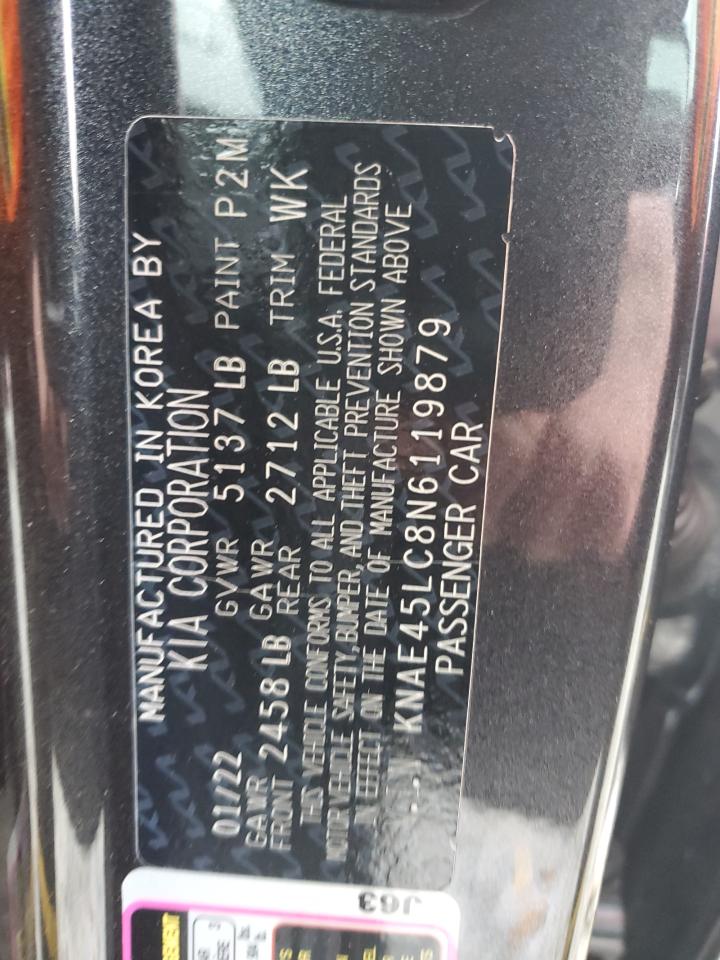 MANUFACTURED IN KOREA BY
KIA CORPORATION
01/22 GVWR 5137 LB PAINT P2M
GAWR FRONT 2458 LB GAWR REAR 2712 LB TRIM WK
THIS VEHICLE CONFORMS TO ALL APPLICABLE U.S.A. FEDERAL
MOTOR VEHICLE SAFETY, BUMPER, AND THEFT PREVENTION STANDARDS
EFFECT ON THE DATE OF MANUFACTURE SHOWN ABOVE
KNAE45LC8N6119879
PASSENGER CAR
J63